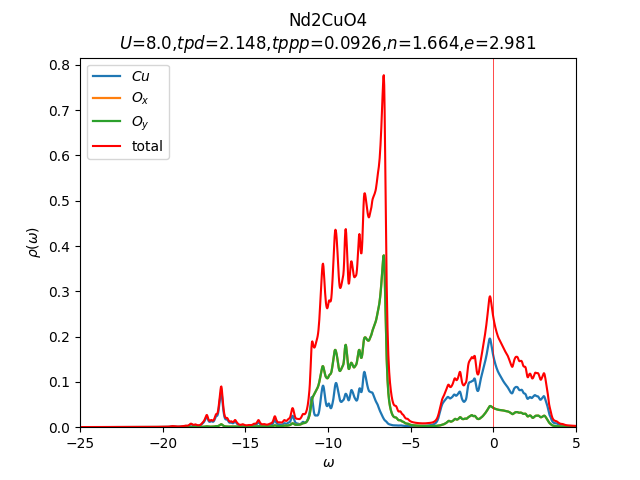 Nd2CuO4
U=8.0,tpd=2.148,tppp=0.0926,n=1.664,e=2.981
Cu
Oₓ
O_y
total
0.8
0.7
0.6
0.5
0.4
0.3
0.2
0.1
0.0
ρ(ω)
−25 −20 −15 −10 −5 0 5
ω